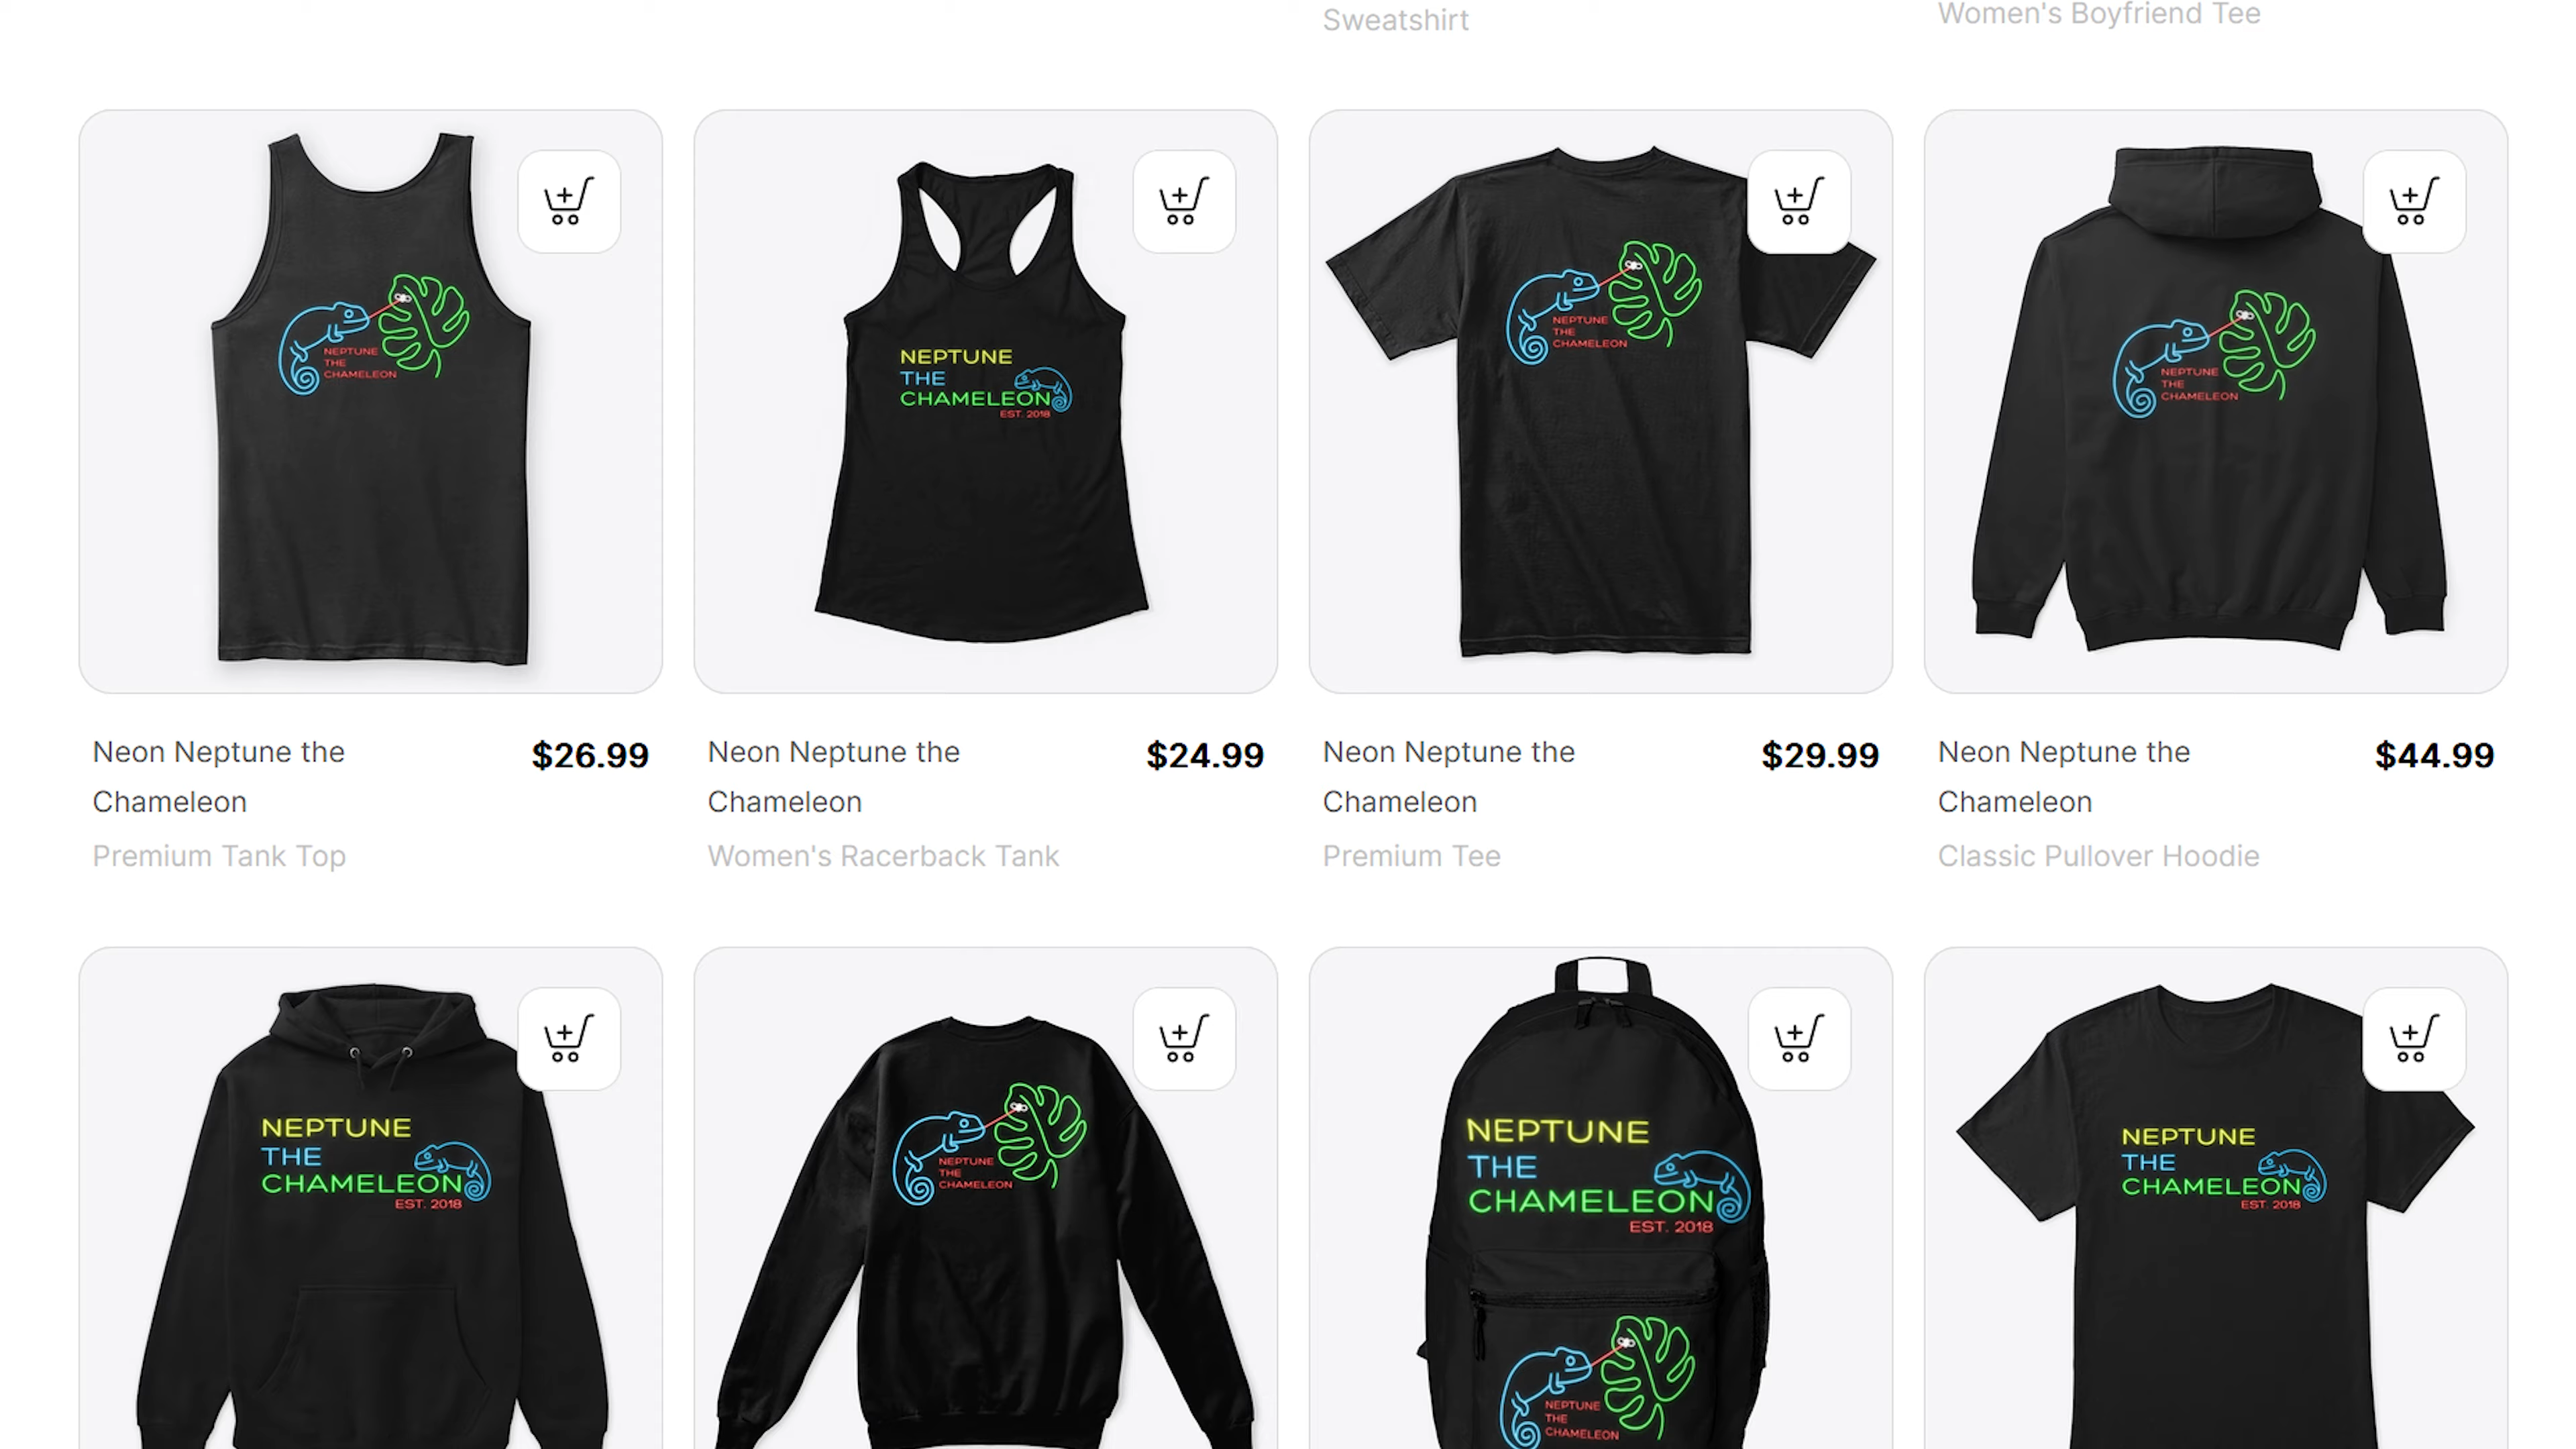 Sweatshirt
Women's Boyfriend Tee
NEPTUNE
THE
CHAMELEON
NEPTUNE
THE
CHAMELEON
EST. 2018
NEPTUNE
THE
CHAMELEON
NEPTUNE
THE
CHAMELEON
Neon Neptune the
Chameleon
$26.99
Premium Tank Top
Neon Neptune the
Chameleon
$24.99
Women's Racerback Tank
Neon Neptune the
Chameleon
$29.99
Premium Tee
Neon Neptune the
Chameleon
$44.99
Classic Pullover Hoodie
NEPTUNE
THE
CHAMELEON
EST. 2018
NEPTUNE
THE
CHAMELEON
NEPTUNE
THE
CHAMELEON
EST. 2018
NEPTUNE
THE
CHAMELEON
NEPTUNE
THE
CHAMELEON
EST. 2018